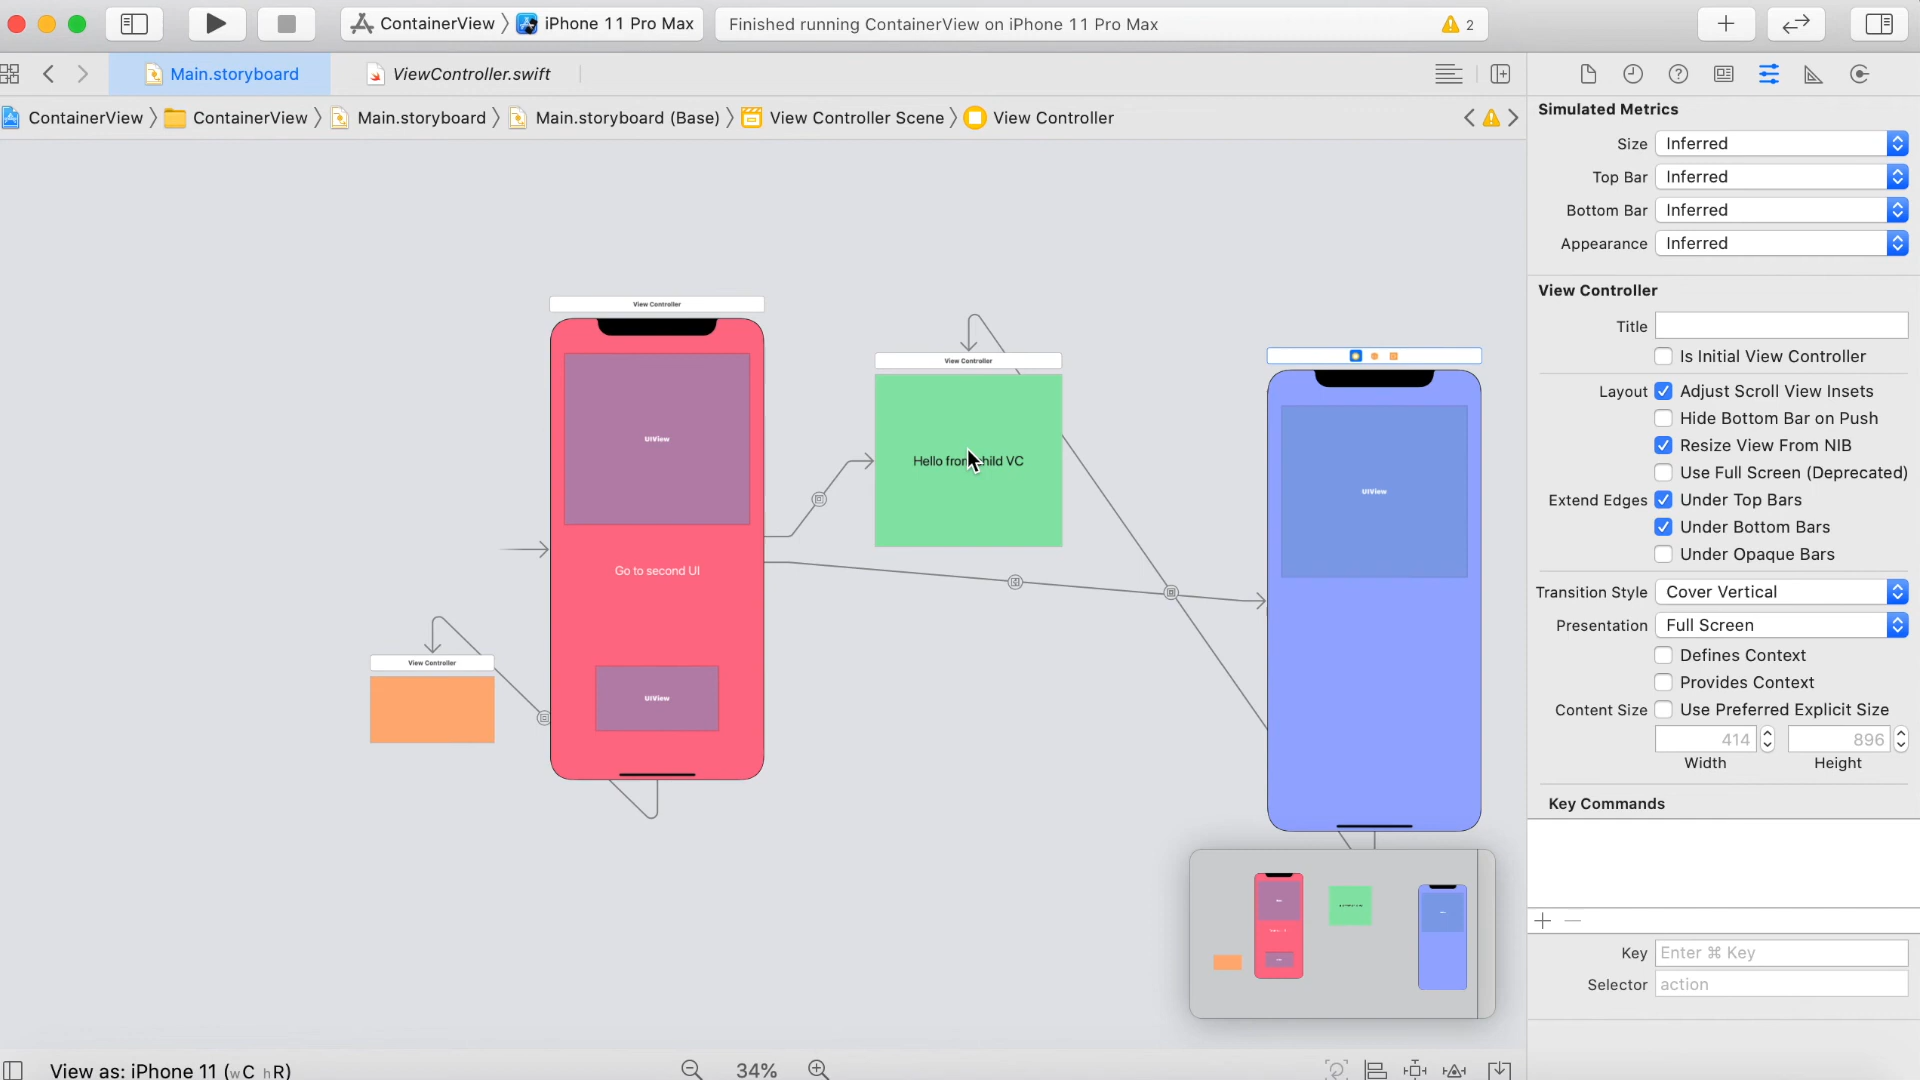 ContainerView 〉 iPhone 11 Pro Max
Finished running ContainerView on iPhone 11 Pro Max
2
Main.storyboard
ViewController.swift
ContainerView 〉 ContainerView 〉 Main.storyboard 〉 Main.storyboard (Base) 〉 View Controller Scene 〉 View Controller
Simulated Metrics
Size Inferred
Top Bar Inferred
Bottom Bar Inferred
Appearance Inferred
View Controller
Title
Is Initial View Controller
Layout Adjust Scroll View Insets
Hide Bottom Bar on Push
Resize View From NIB
Use Full Screen (Deprecated)
Extend Edges Under Top Bars
Under Bottom Bars
Under Opaque Bars
Transition Style Cover Vertical
Presentation Full Screen
Defines Context
Provides Context
Content Size Use Preferred Explicit Size
414 896
Width Height
Key Commands
Key Enter ⌘ Key
Selector action
View Controller
UIView
Go to second UI
UIView
View Controller
Hello from child VC
View Controller
UIView
View as: iPhone 11 (wC hR)
34%